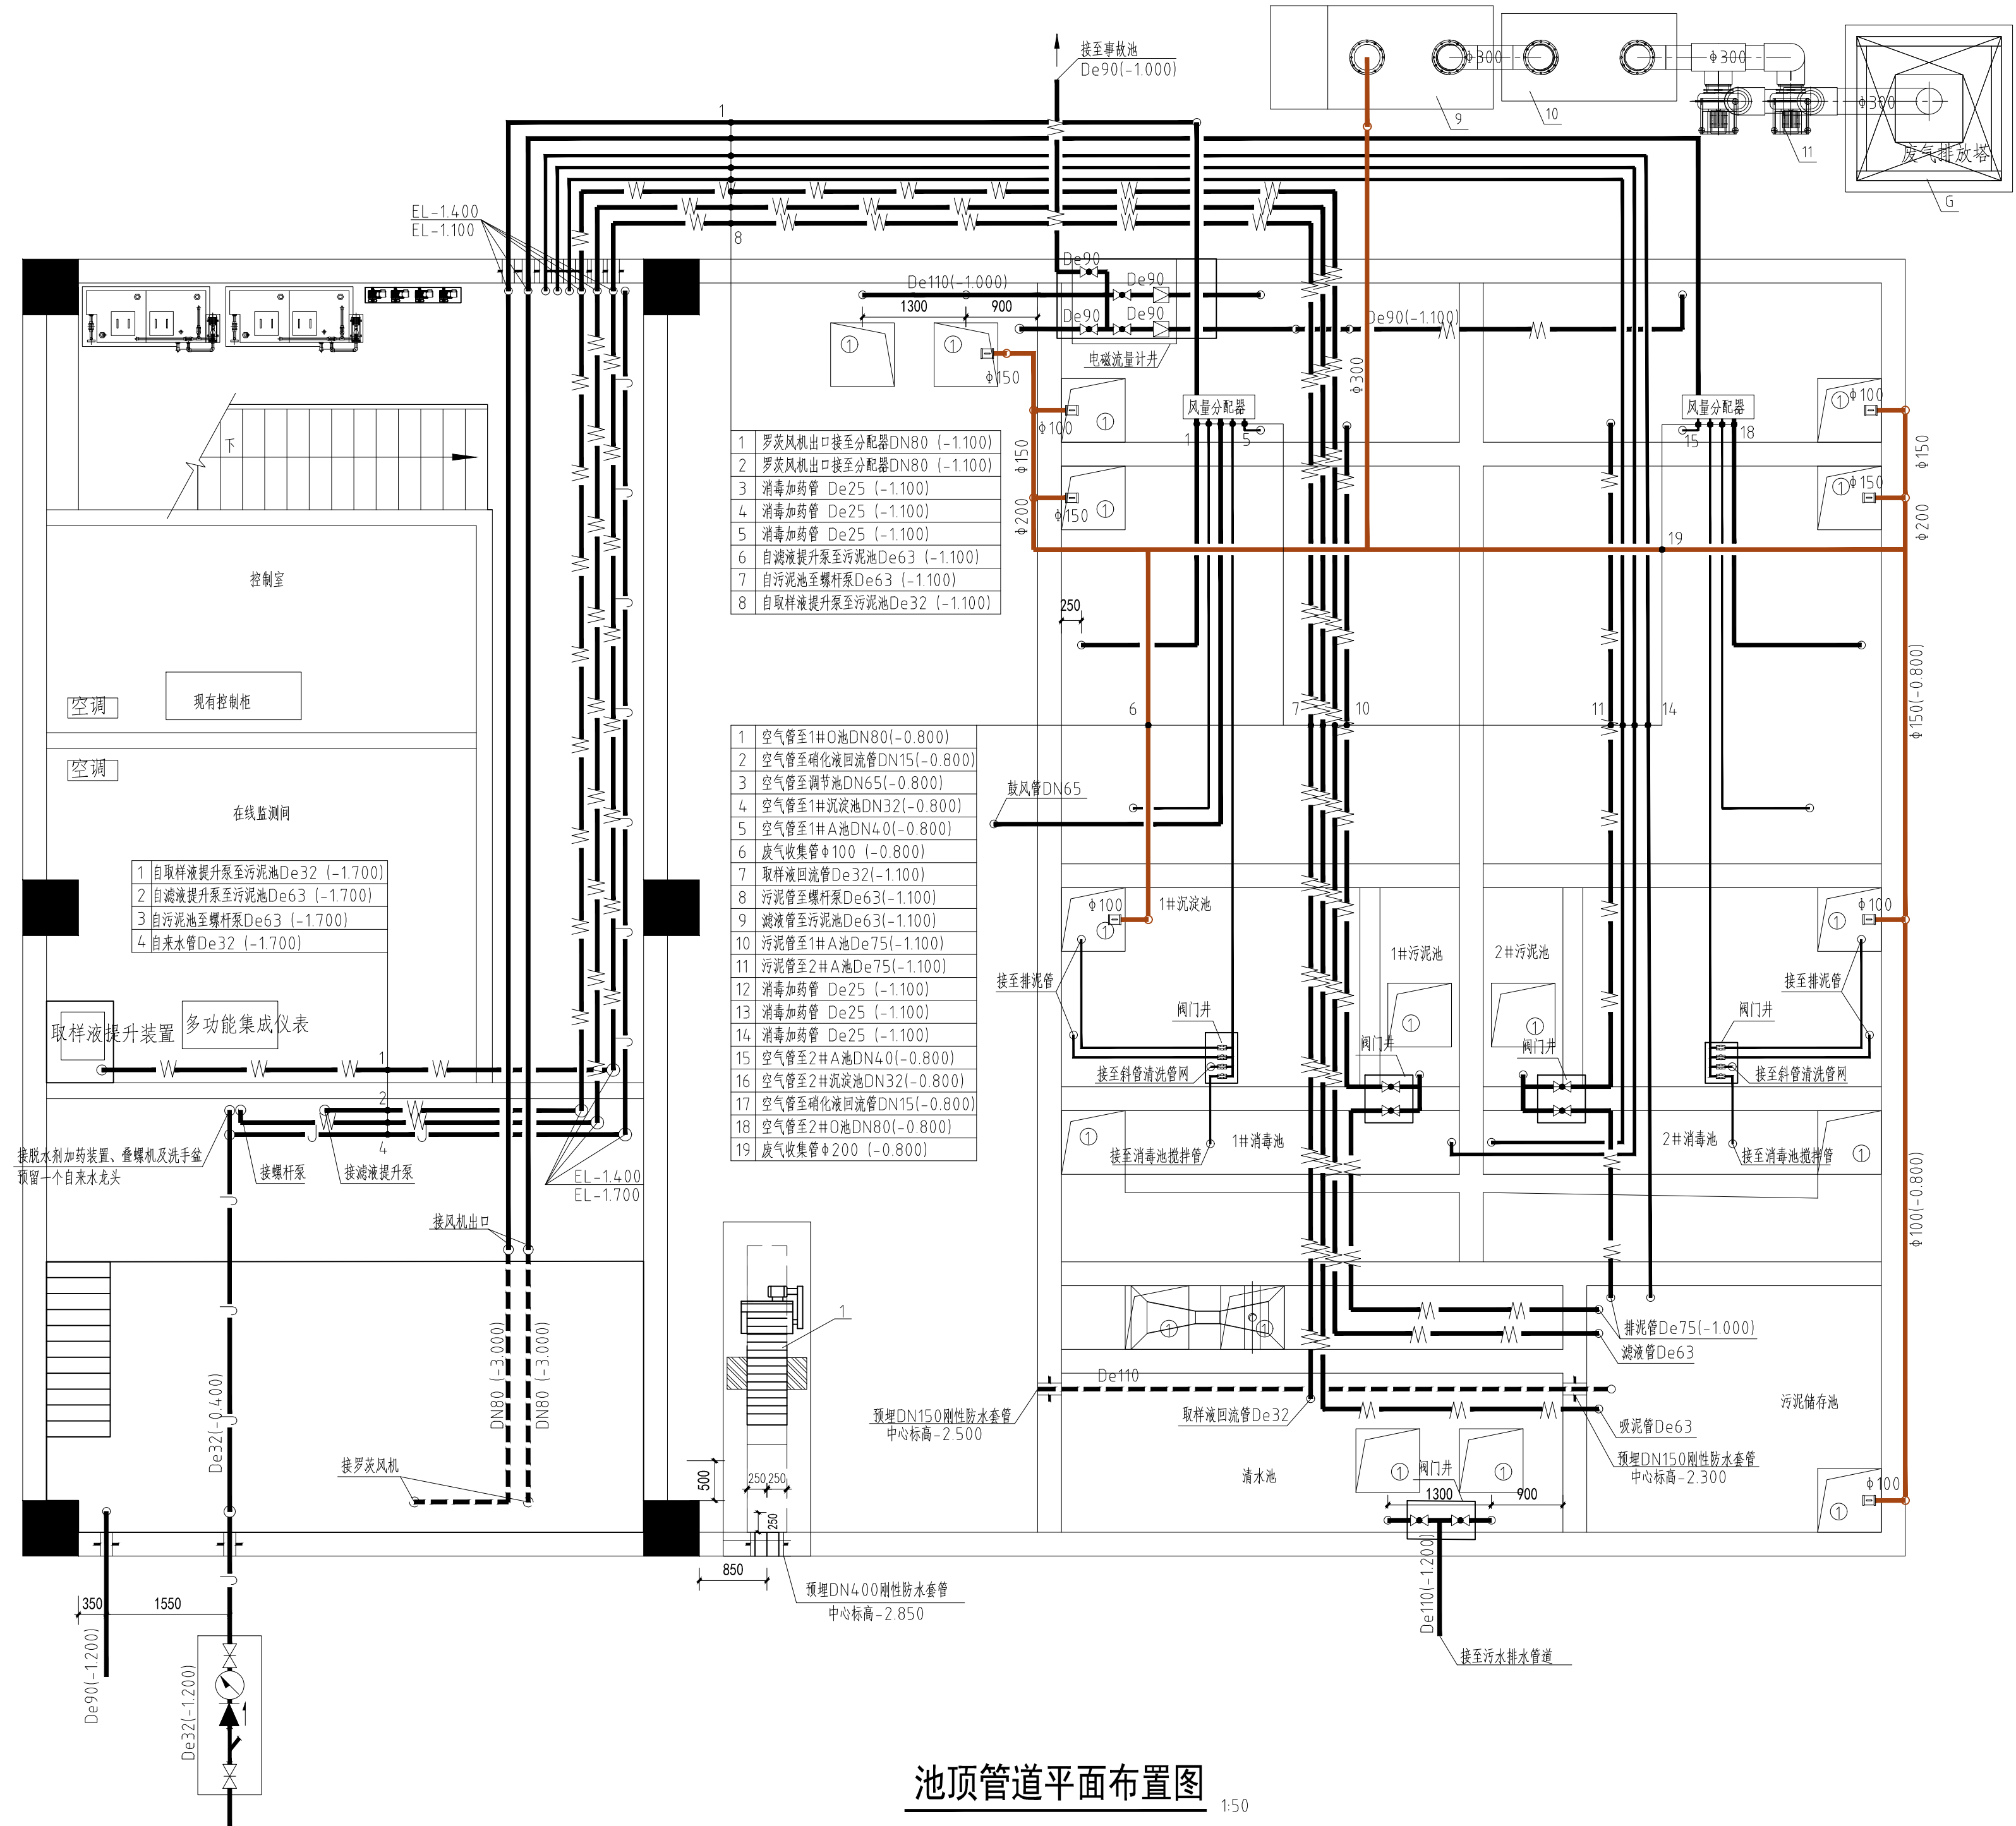 接至事故池
De90(-1.000)
φ300
φ300
φ300
9
10
11
废气排放塔
G
1
8
EL-1.400
EL-1.100
De90
De90
De110(-1.000)
1300
900
De90
De90
De90(-1.100)
电磁流量计井
①
①
φ150
φ300
φ100
①
φ150
φ200
φ150
①
风量分配器
1
5
风量分配器
15
18
①
φ100
φ150
①
φ150
φ200
下
1 罗茨风机出口接至分配器DN80 (-1.100)
2 罗茨风机出口接至分配器DN80 (-1.100)
3 消毒加药管 De25 (-1.100)
4 消毒加药管 De25 (-1.100)
5 消毒加药管 De25 (-1.100)
6 自滤液提升泵至污泥池De63 (-1.100)
7 自污泥池至螺杆泵De63 (-1.100)
8 自取样液提升泵至污泥池De32 (-1.100)
19
250
控制室
空调
现有控制柜
空调
在线监测间
6
7
10
11
14
φ150(-0.800)
1 空气管至1#O池DN80(-0.800)
2 空气管至硝化液回流管DN15(-0.800)
3 空气管至调节池DN65(-0.800)
4 空气管至1#沉淀池DN32(-0.800)
5 空气管至1#A池DN40(-0.800)
6 废气收集管φ100 (-0.800)
7 取样液回流管De32(-1.100)
8 污泥管至螺杆泵De63(-1.100)
9 滤液管至污泥池De63(-1.100)
10 污泥管至1#A池De75(-1.100)
11 污泥管至2#A池De75(-1.100)
12 消毒加药管 De25 (-1.100)
13 消毒加药管 De25 (-1.100)
14 消毒加药管 De25 (-1.100)
15 空气管至2#A池DN40(-0.800)
16 空气管至2#沉淀池DN32(-0.800)
17 空气管至硝化液回流管DN15(-0.800)
18 空气管至2#O池DN80(-0.800)
19 废气收集管φ200 (-0.800)
鼓风管DN65
1 自取样液提升泵至污泥池De32 (-1.700)
2 自滤液提升泵至污泥池De63 (-1.700)
3 自污泥池至螺杆泵De63 (-1.700)
4 自来水管De32 (-1.700)
φ100
①
1#沉淀池
φ100
①
1#污泥池
2#污泥池
接至排泥管
接至排泥管
阀门井
阀门井
①
①
阀门井
阀门井
接至斜管清洗管网
接至斜管清洗管网
取样液提升装置
多功能集成仪表
1
2
4
接脱水剂加药装置、叠螺机及洗手盆
预留一个自来水龙头
接螺杆泵
接滤液提升泵
EL-1.400
EL-1.700
①
1#消毒池
2#消毒池
①
接至消毒池搅拌管
接至消毒池搅拌管
φ100(-0.800)
接风机出口
DN80 (-3.000)
DN80 (-3.000)
De32(-0.400)
1
①
①
排泥管De75(-1.000)
滤液管De63
De110
预埋DN150刚性防水套管
中心标高-2.500
取样液回流管De32
吸泥管De63
污泥储存池
预埋DN150刚性防水套管
中心标高-2.300
接罗茨风机
500
250
250
250
清水池
①
①
阀门井
1300
900
φ100
①
850
预埋DN400刚性防水套管
中心标高-2.850
350
1550
De90(-1.200)
De32(-1.200)
De110(-1.200)
接至污水排水管道
池顶管道平面布置图
1:50